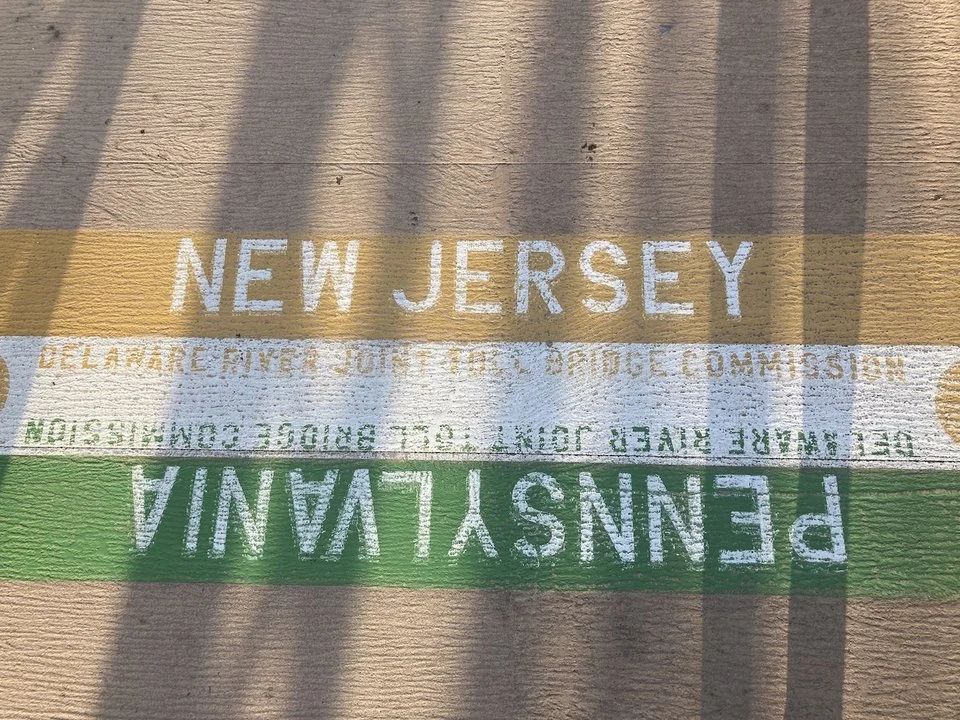 NEW JERSEY
DELAWARE RIVER JOINT TOLL BRIDGE COMMISSION
DELAWARE RIVER JOINT TOLL BRIDGE COMMISSION
PENNSYLVANIA